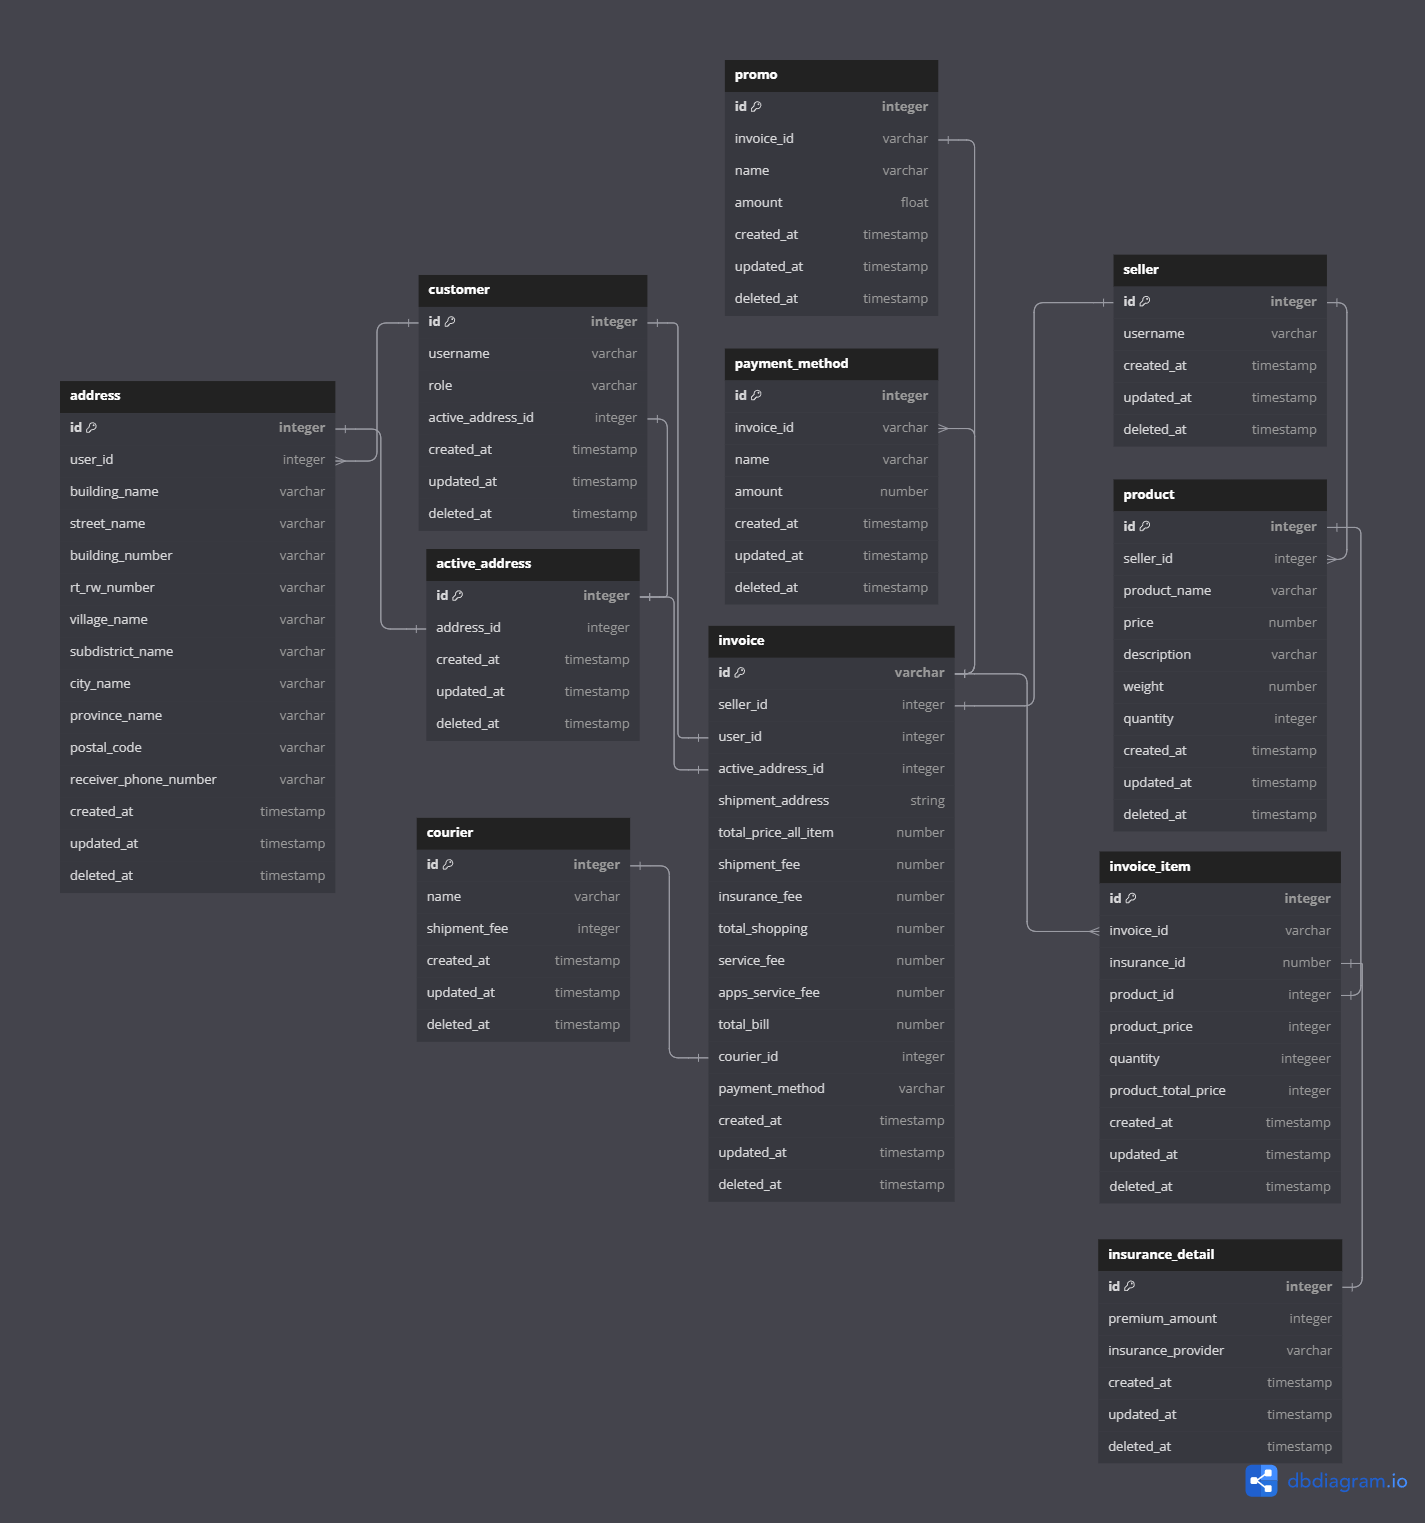 promo
id integer
invoice_id varchar
name varchar
amount float
created_at timestamp
updated_at timestamp
deleted_at timestamp
customer
id integer
username varchar
role varchar
active_address_id integer
created_at timestamp
updated_at timestamp
deleted_at timestamp
address
id integer
user_id integer
building_name varchar
street_name varchar
building_number varchar
rt_rw_number varchar
village_name varchar
subdistrict_name varchar
city_name varchar
province_name varchar
postal_code varchar
receiver_phone_number varchar
created_at timestamp
updated_at timestamp
deleted_at timestamp
active_address
id integer
address_id integer
created_at timestamp
updated_at timestamp
deleted_at timestamp
courier
id integer
name varchar
shipment_fee integer
created_at timestamp
updated_at timestamp
deleted_at timestamp
payment_method
id integer
invoice_id varchar
name varchar
amount number
created_at timestamp
updated_at timestamp
deleted_at timestamp
invoice
id varchar
seller_id integer
user_id integer
active_address_id integer
shipment_address string
total_price_all_item number
shipment_fee number
insurance_fee number
total_shopping number
service_fee number
apps_service_fee number
total_bill number
courier_id integer
payment_method varchar
created_at timestamp
updated_at timestamp
deleted_at timestamp
seller
id integer
username varchar
created_at timestamp
updated_at timestamp
deleted_at timestamp
product
id integer
seller_id integer
product_name varchar
price number
description varchar
weight number
quantity integer
created_at timestamp
updated_at timestamp
deleted_at timestamp
invoice_item
id integer
invoice_id varchar
insurance_id number
product_id integer
product_price integer
quantity integeer
product_total_price integer
created_at timestamp
updated_at timestamp
deleted_at timestamp
insurance_detail
id integer
premium_amount integer
insurance_provider varchar
created_at timestamp
updated_at timestamp
deleted_at timestamp
dbdiagram.io